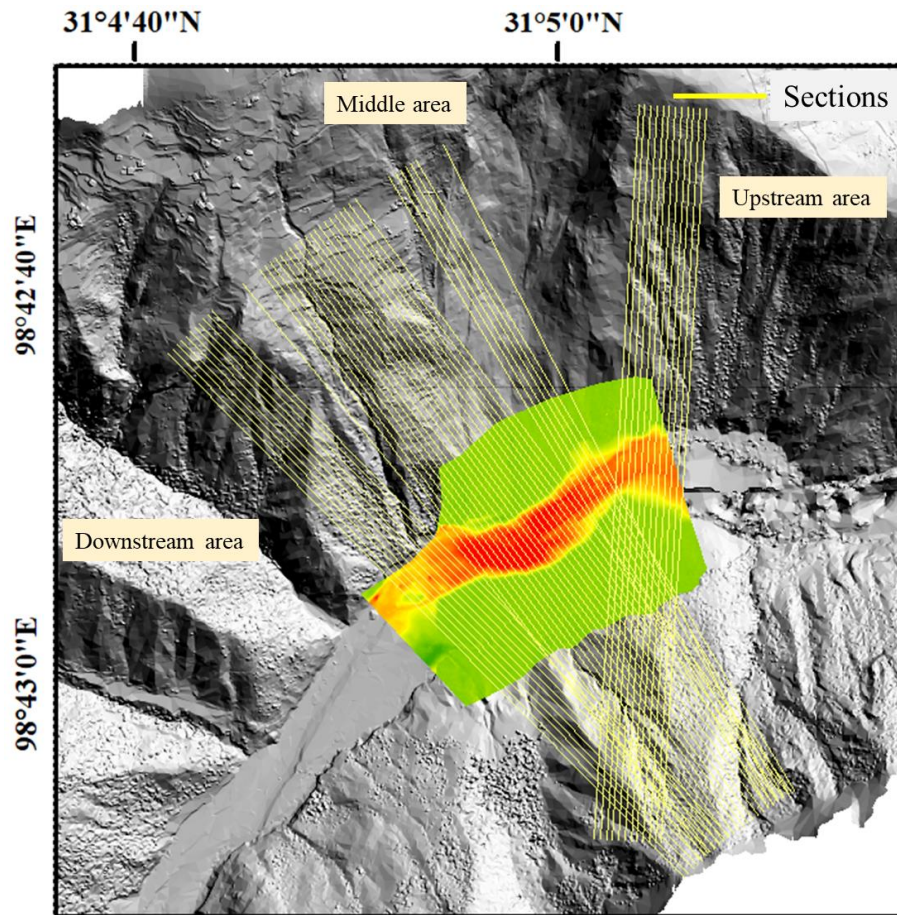 31°4'40"N
31°5'0"N
Middle area
Sections
Upstream area
98°42'40"E
Downstream area
98°43'0"E